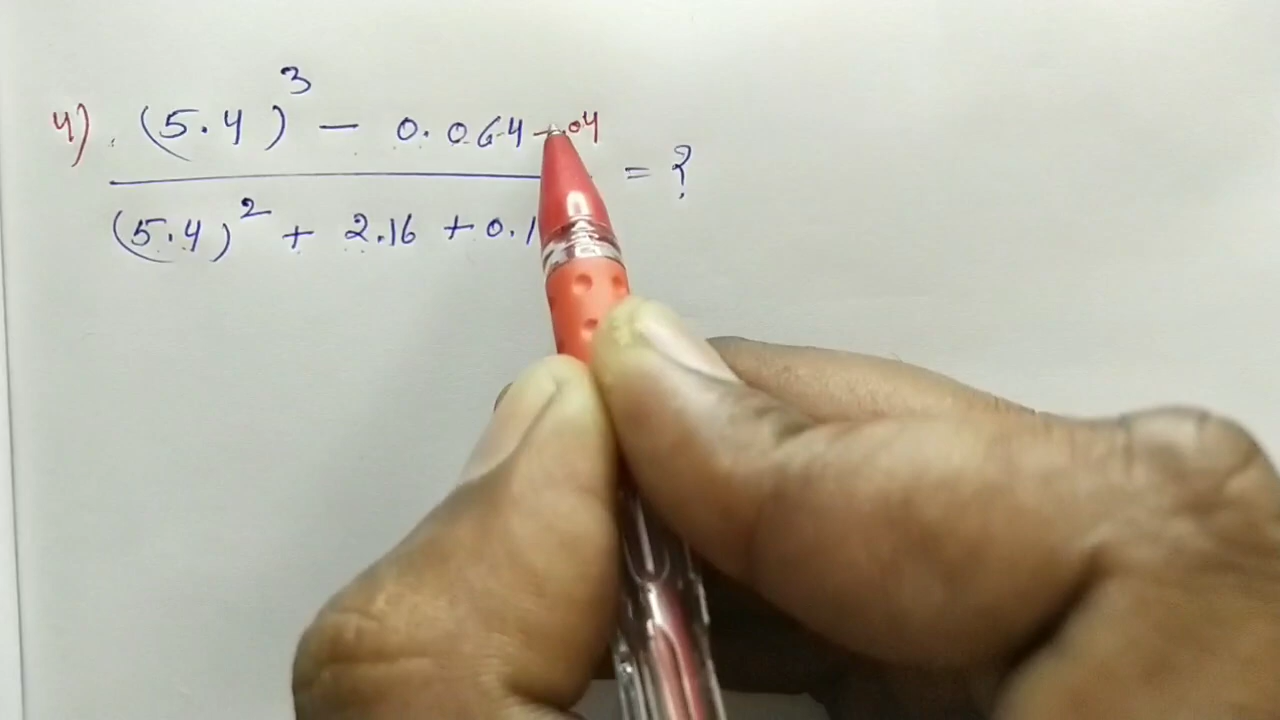 4) (5.4)³ - 0.064 - .04
(5.4)² + 2.16 + 0.1 = ?